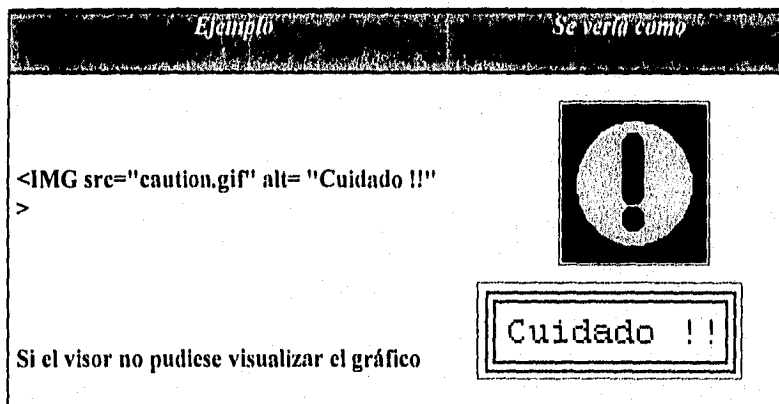 Ejemplo
Se vería como
<IMG src="caution.gif" alt= "Cuidado !!"
>
Cuidado !!
Si el visor no pudiese visualizar el gráfico